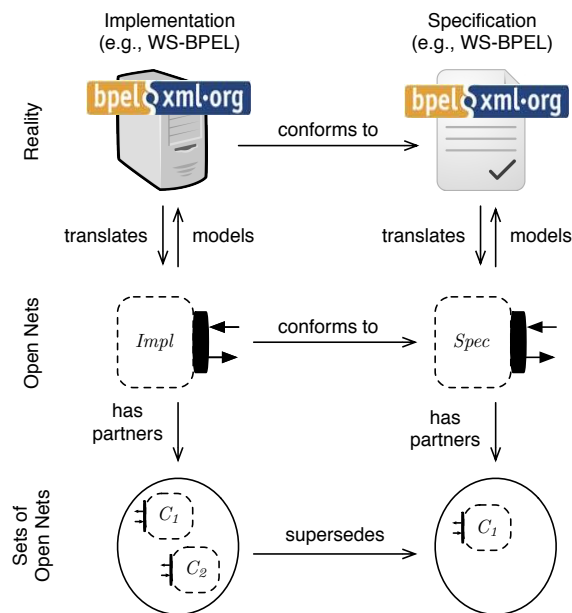 Implementation
(e.g., WS-BPEL)
Specification
(e.g., WS-BPEL)
Reality
bpel xml·org
conforms to
bpel xml·org
translates
models
translates
models
Open Nets
Impl
conforms to
Spec
has
partners
has
partners
Sets of
Open Nets
C1
C2
supersedes
C1